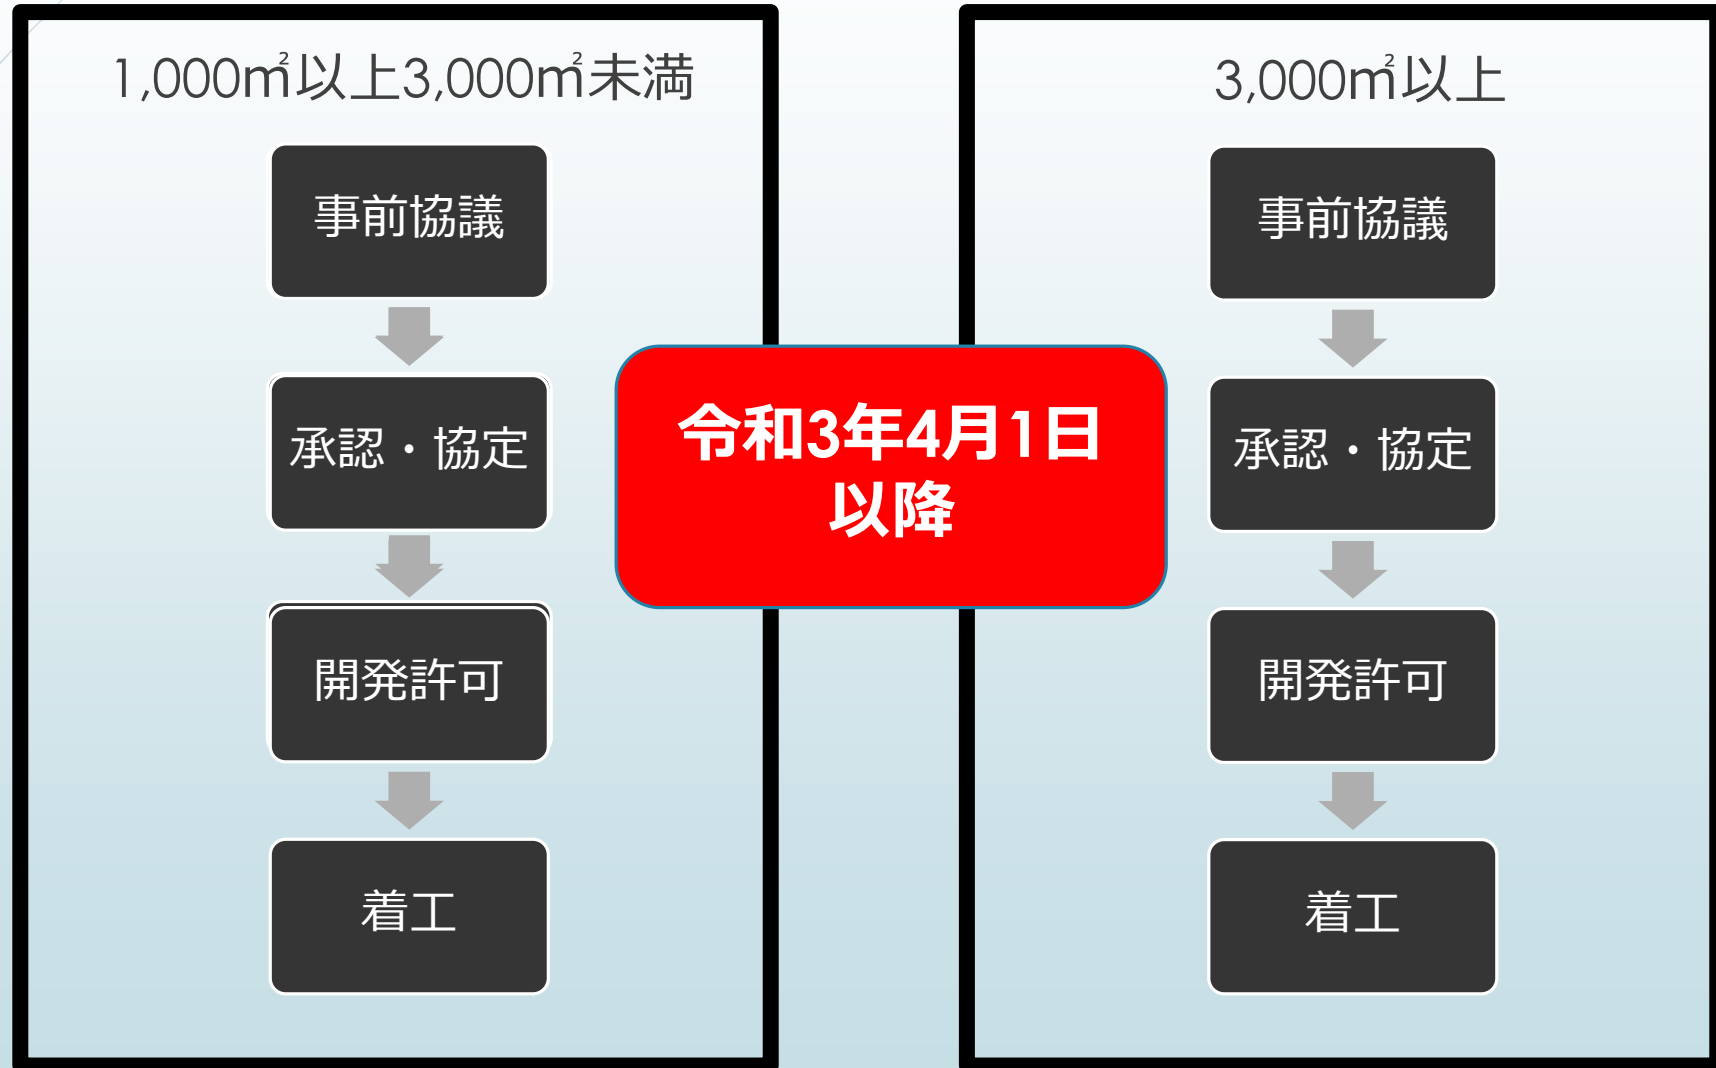 1,000㎡以上3,000㎡未満
事前協議
承認・協定
開発許可
着工
令和3年4月1日
以降
3,000㎡以上
事前協議
承認・協定
開発許可
着工